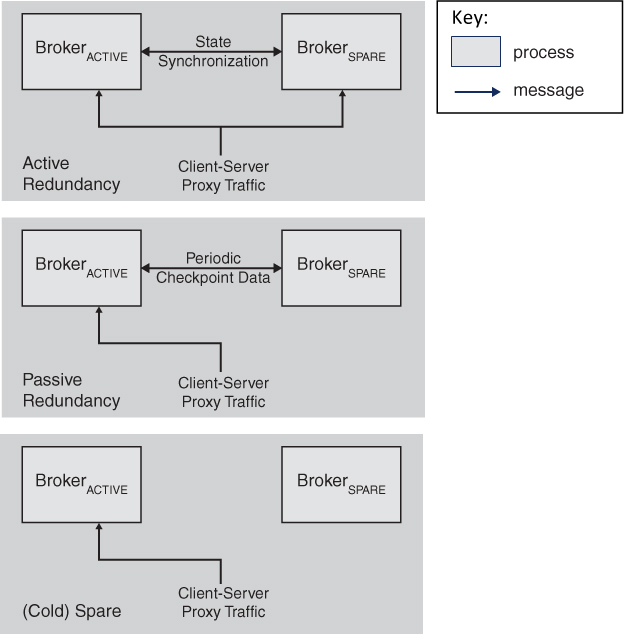 Key:
process
message
BrokerACTIVE
State
Synchronization
BrokerSPARE
Client-Server
Proxy Traffic
Active
Redundancy
BrokerACTIVE
Periodic
Checkpoint Data
BrokerSPARE
Client-Server
Proxy Traffic
Passive
Redundancy
BrokerACTIVE
BrokerSPARE
Client-Server
Proxy Traffic
(Cold) Spare